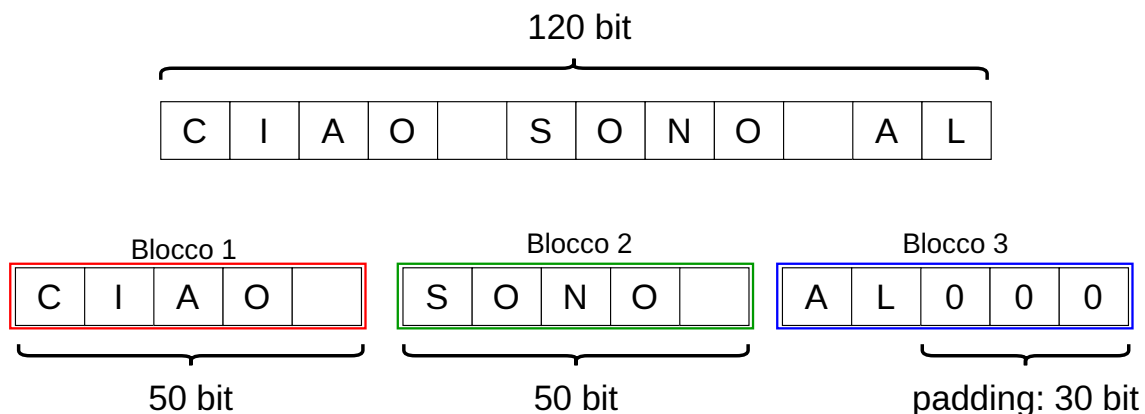 120 bit
C I A O S O N O A L
Blocco 1 Blocco 2 Blocco 3
C I A O S O N O A L 0 0 0
50 bit 50 bit padding: 30 bit